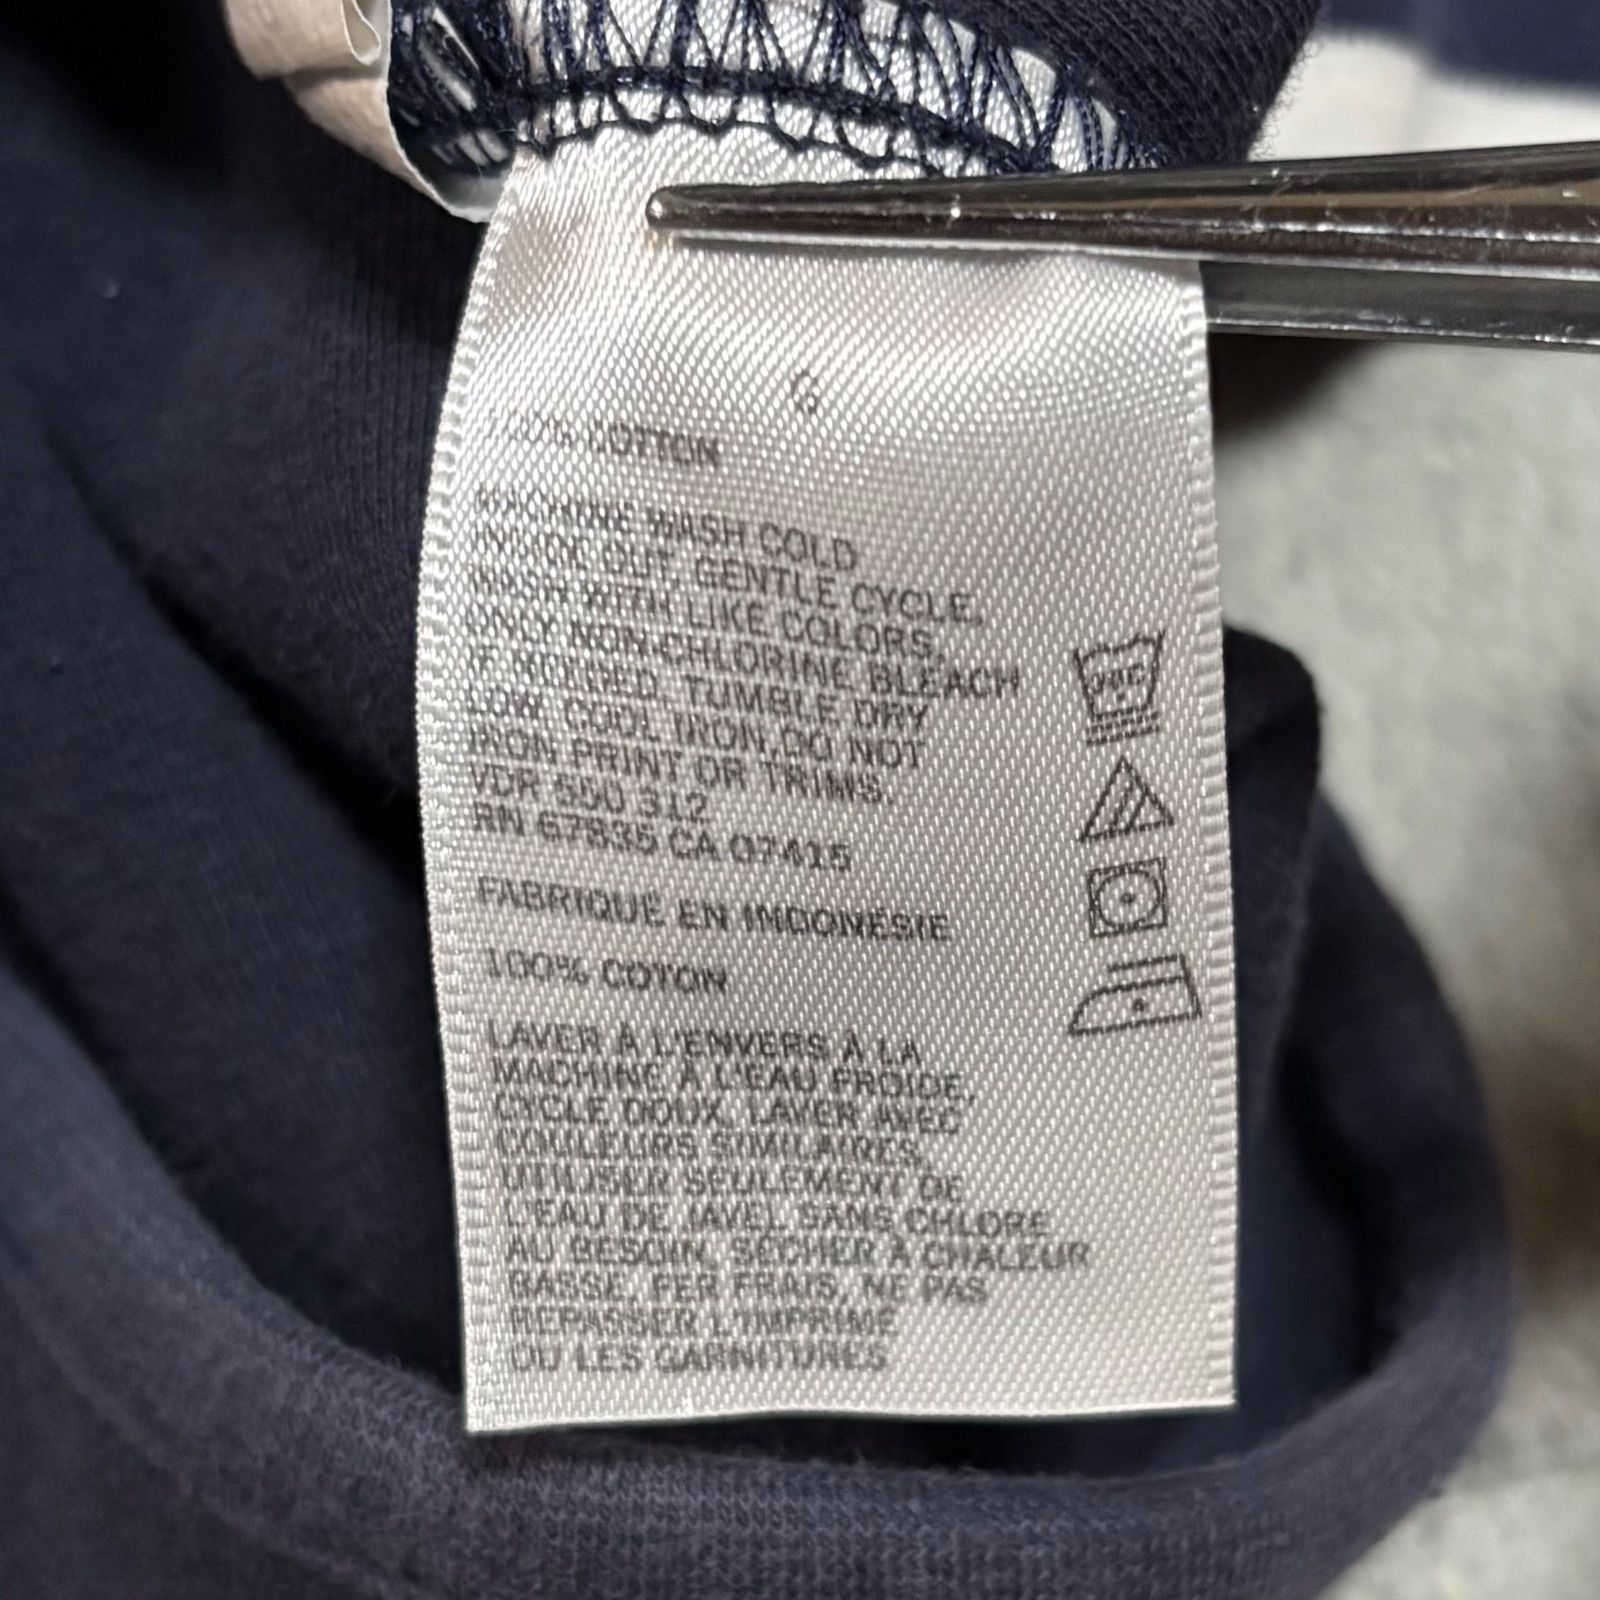 G
COTTON
MACHINE WASH COLD
INSIDE OUT, GENTLE CYCLE,
WASH WITH LIKE COLORS,
ONLY NON-CHLORINE BLEACH
IF NEEDED, TUMBLE DRY
LOW, COOL IRON,DO NOT
IRON PRINT OR TRIMS.
VDR 550 312
RN 67835 CA 07415
FABRIQUÉ EN INDONÉSIE
100% COTON
LAVER À L'ENVERS À LA
MACHINE À L'EAU FROIDE,
CYCLE DOUX, LAVER AVEC
COULEURS SIMILAIRES,
UTILISER SEULEMENT DE
L'EAU DE JAVEL SANS CHLORE
AU BESOIN, SÉCHER À CHALEUR
BASSE, FER FRAIS, NE PAS
REPASSER L'IMPRIMÉ
OU LES GARNITURES